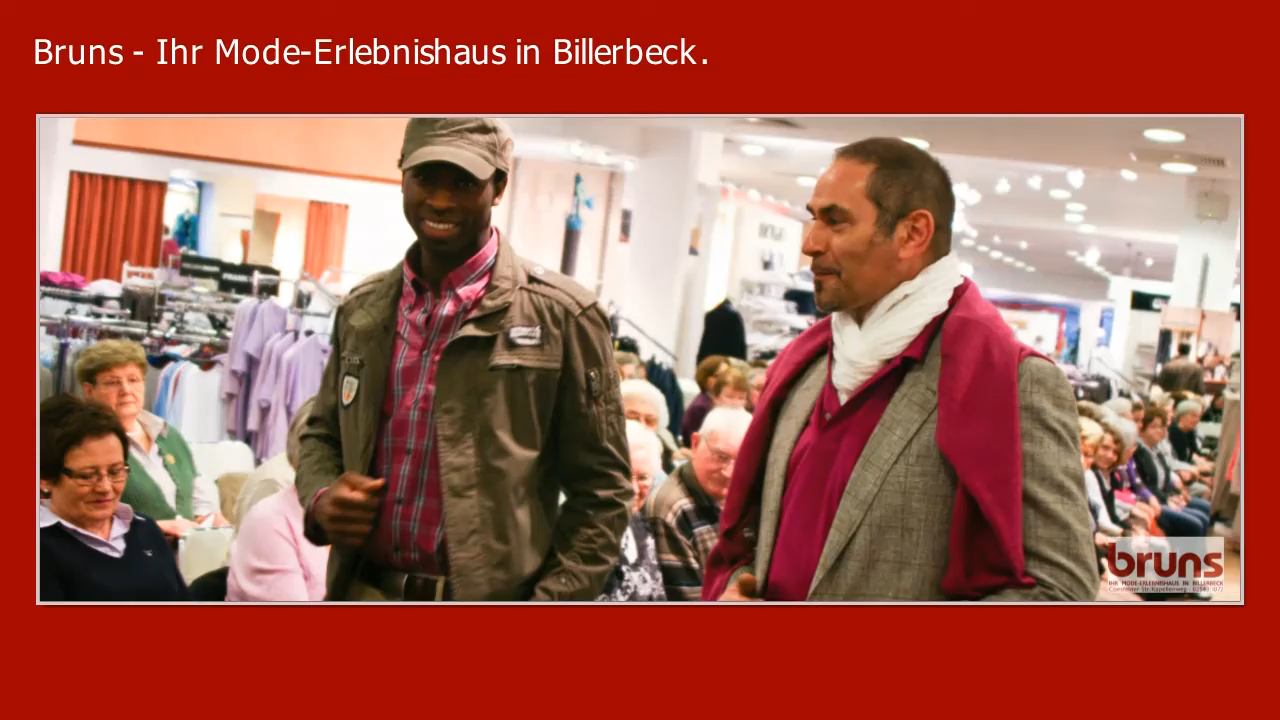 Bruns - Ihr Mode-Erlebnishaus in Billerbeck.
bruns
IHR MODE-ERLEBNISHAUS IN BILLERBECK